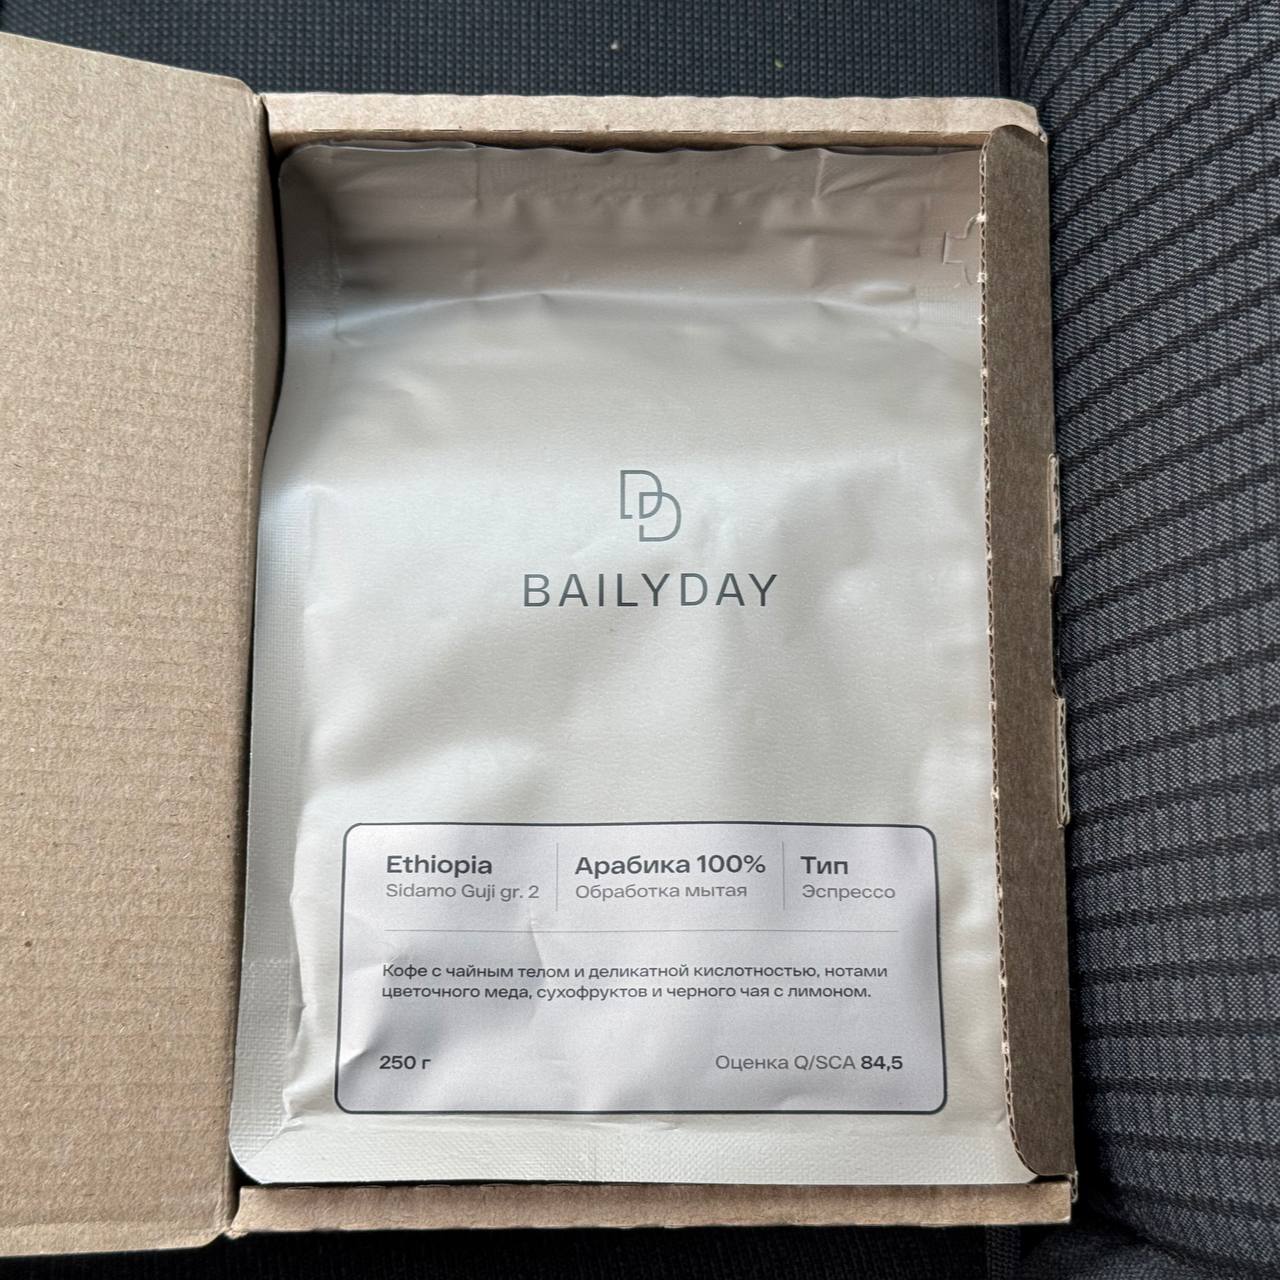 BAILYDAY
Ethiopia
Sidamo Guji gr. 2
Арабика 100%
Обработка мытая
Тип
Эспрессо
Кофе с чайным телом и деликатной кислотностью, нотами
цветочного меда, сухофруктов и черного чая с лимоном.
250 г
Оценка Q/SCA 84,5